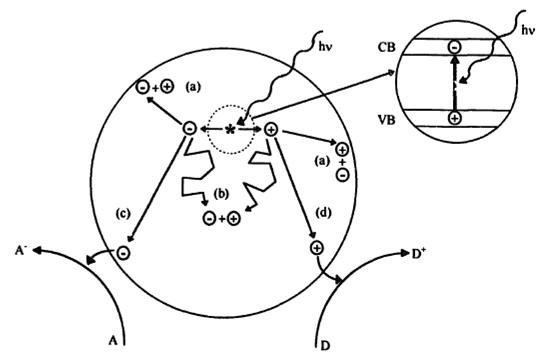 hν
hν
CB
-
VB
+
- + + (a)
- * +
(a) +
+
-
(b)
- + +
(c)
(d)
-
+
A-
D+
A
D